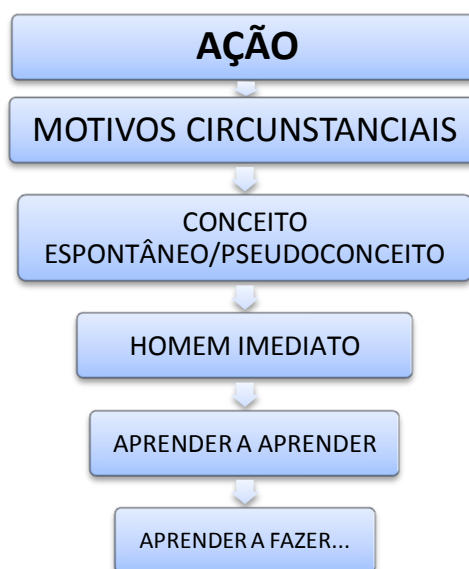 AÇÃO
MOTIVOS CIRCUNSTANCIAIS
CONCEITO
ESPONTÂNEO/PSEUDOCONCEITO
HOMEM IMEDIATO
APRENDER A APRENDER
APRENDER A FAZER...